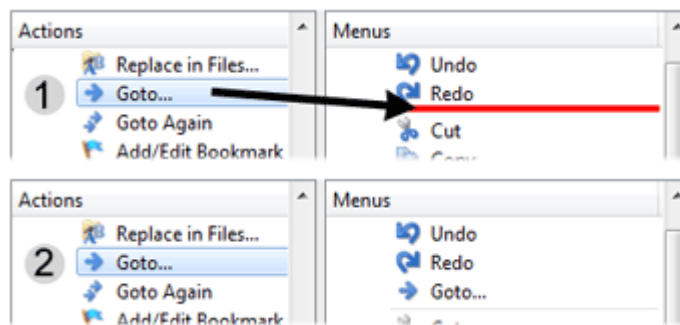 Actions
Replace in Files...
1
Goto...
Goto Again
Add/Edit Bookmark
Menus
Undo
Redo
Cut
Copy
Actions
Replace in Files...
2
Goto...
Goto Again
Add/Edit Bookmark
Menus
Undo
Redo
Goto...